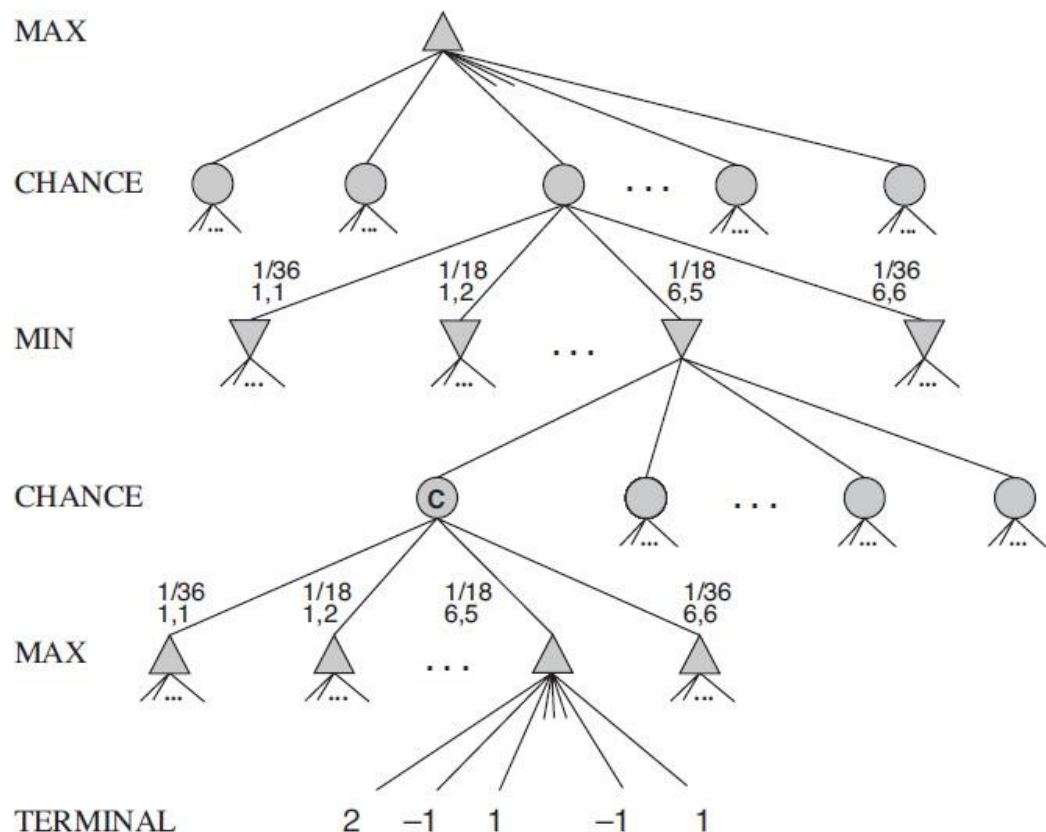 MAX
CHANCE
. . .
... ... ... ...
1/36 1/18 1/18 1/36
1,1 1,2 6,5 6,6
MIN
. . .
... ... ... ...
CHANCE C . . .
... ... ...
1/36 1/18 1/18 1/36
1,1 1,2 6,5 6,6
MAX
. . .
... ... ...
TERMINAL 2 –1 1 –1 1